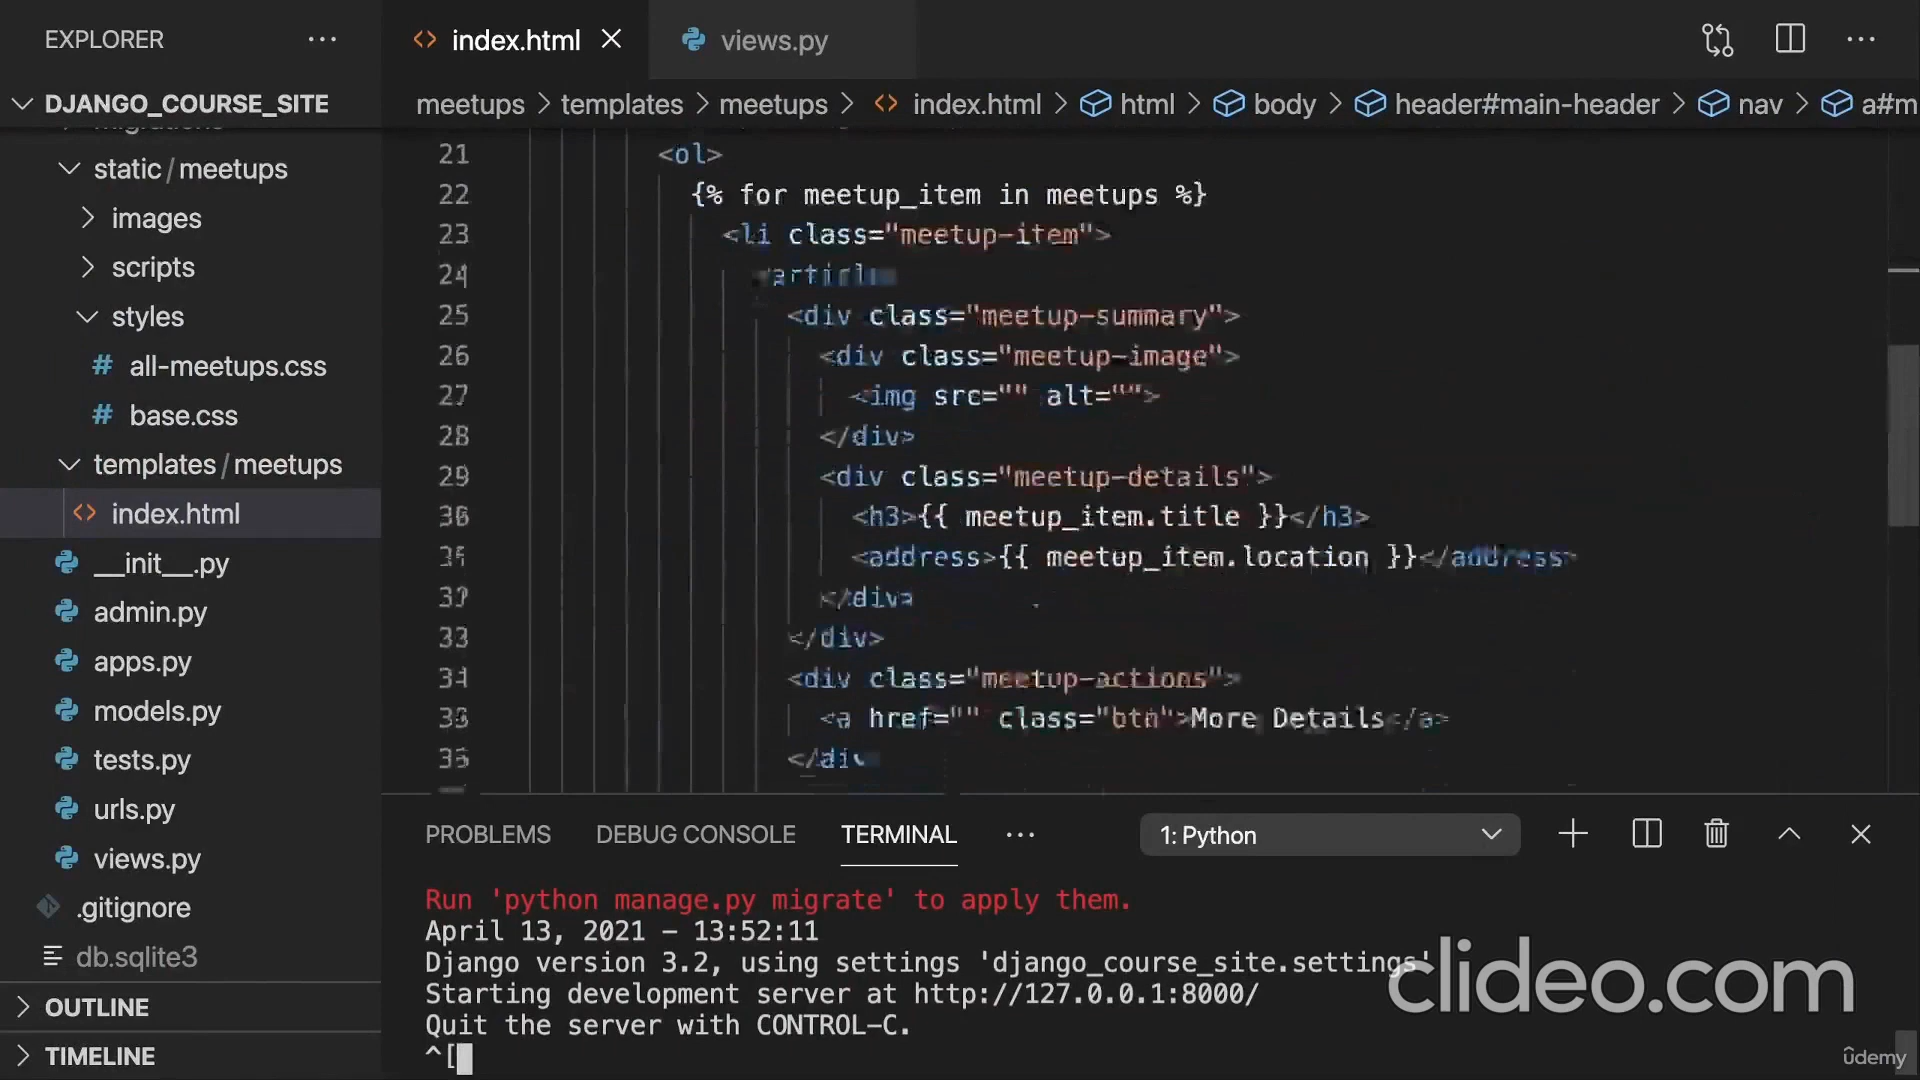 EXPLORER
index.html
views.py
DJANGO_COURSE_SITE
meetups > templates > meetups > index.html > html > body > header#main-header > nav > a#m
migrations
static/meetups
images
scripts
styles
all-meetups.css
base.css
templates/meetups
index.html
__init__.py
admin.py
apps.py
models.py
tests.py
urls.py
views.py
.gitignore
db.sqlite3
OUTLINE
TIMELINE
21 <ol>
22 {% for meetup_item in meetups %}
23 <li class="meetup-item">
24 article
25 <div class="meetup-summary">
26 <div class="meetup-image">
27 <img src="" alt="">
28 </div>
29 <div class="meetup-details">
<h3>{{ meetup_item.title }}</h3>
<address>{{ meetup_item.location }}</address>
</div>
33 </div>
<div class="meetup-actions">
<a href="" class="btn">More Details</a>
</div
PROBLEMS DEBUG CONSOLE TERMINAL
1: Python
Run 'python manage.py migrate' to apply them.
April 13, 2021 - 13:52:11
Django version 3.2, using settings 'django_course_site.settings'
Starting development server at http://127.0.0.1:8000/
Quit the server with CONTROL-C.
^[
clideo.com
ûdemy